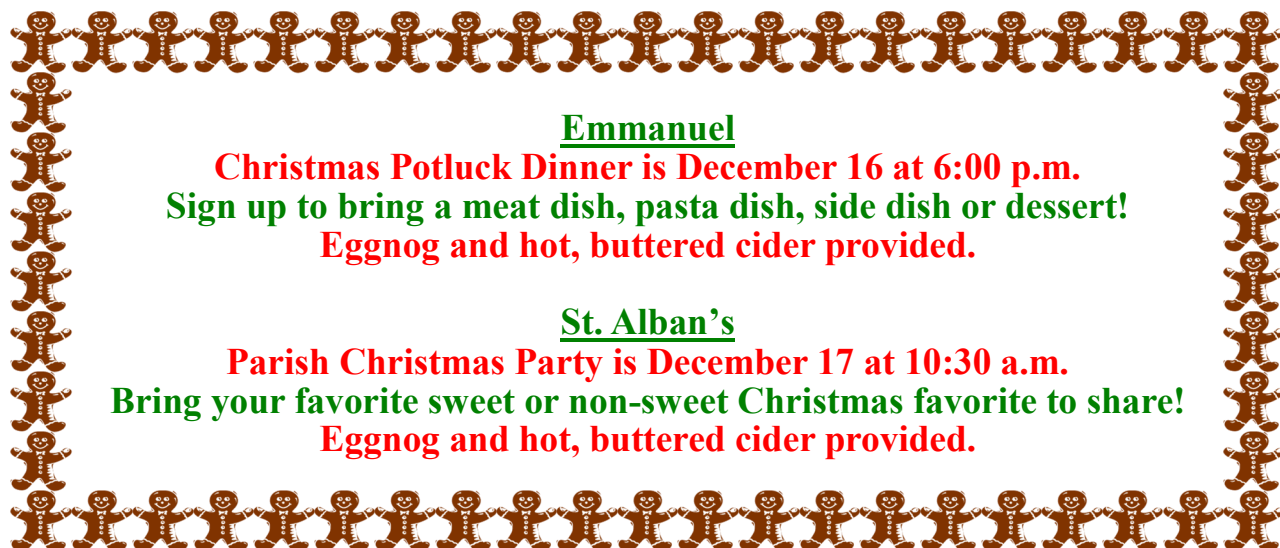 Emmanuel
Christmas Potluck Dinner is December 16 at 6:00 p.m.
Sign up to bring a meat dish, pasta dish, side dish or dessert!
Eggnog and hot, buttered cider provided.
St. Alban’s
Parish Christmas Party is December 17 at 10:30 a.m.
Bring your favorite sweet or non-sweet Christmas favorite to share!
Eggnog and hot, buttered cider provided.